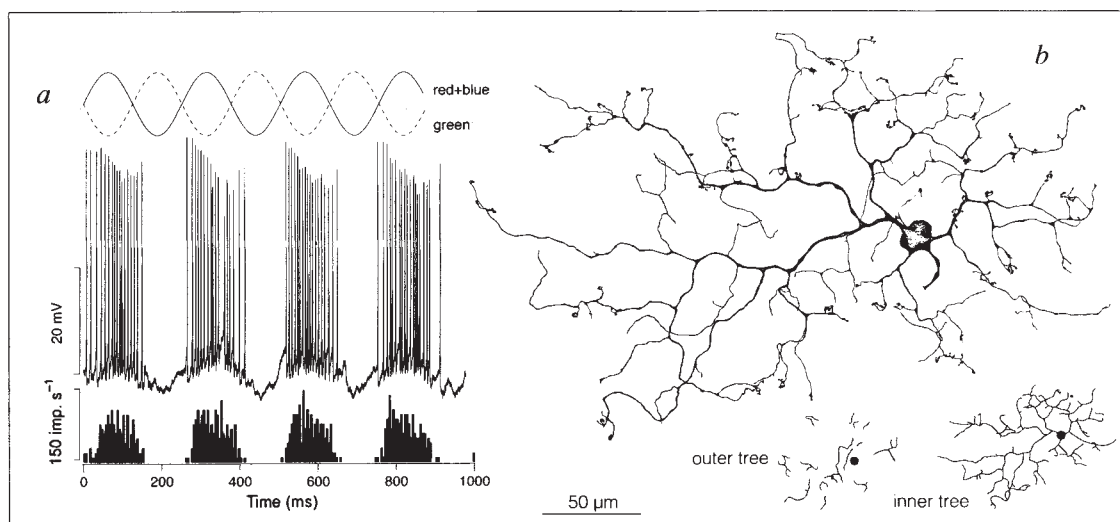 a
red+blue
green
20 mV
150 imp. s⁻¹
0 200 400 600 800 1000
Time (ms)
b
outer tree
inner tree
50 µm